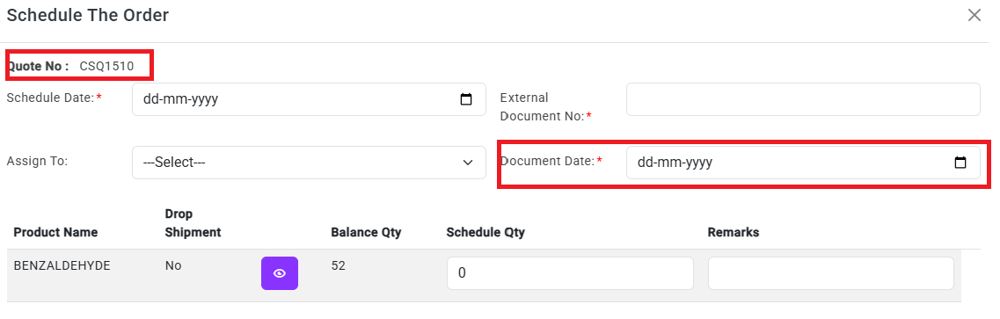 Schedule The Order
Quote No : CSQ1510
Schedule Date:* dd-mm-yyyy
External
Document No:*
Assign To: ---Select---
Document Date:* dd-mm-yyyy
Product Name Drop
Shipment Balance Qty Schedule Qty Remarks
BENZALDEHYDE No 52 0